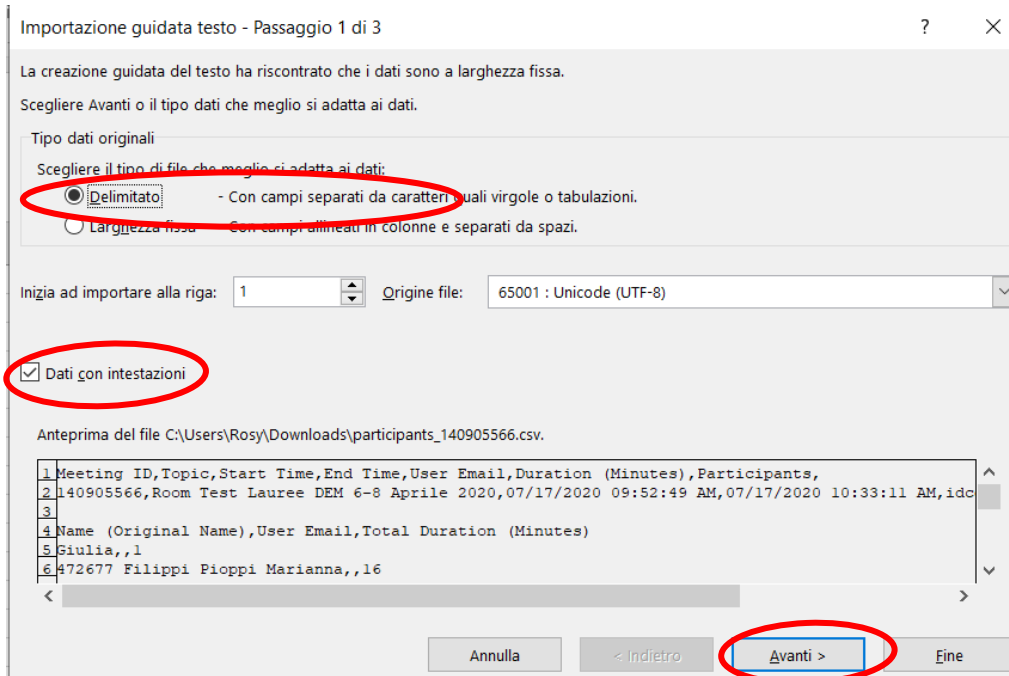 Importazione guidata testo - Passaggio 1 di 3 ?
La creazione guidata del testo ha riscontrato che i dati sono a larghezza fissa.
Scegliere Avanti o il tipo dati che meglio si adatta ai dati.
Tipo dati originali
Scegliere il tipo di file che meglio si adatta ai dati:
Delimitato - Con campi separati da caratteri quali virgole o tabulazioni.
Larghezza fissa - Con campi allineati in colonne e separati da spazi.
Inizia ad importare alla riga: 1 Origine file: 65001 : Unicode (UTF-8)
Dati con intestazioni
Anteprima del file C:\Users\Rosy\Downloads\participants_140905566.csv.
1 Meeting ID,Topic,Start Time,End Time,User Email,Duration (Minutes),Participants,
2 140905566,Room Test Lauree DEM 6-8 Aprile 2020,07/17/2020 09:52:49 AM,07/17/2020 10:33:11 AM,idc
3
4 Name (Original Name),User Email,Total Duration (Minutes)
5 Giulia,,1
6 472677 Filippi Pioppi Marianna,,16
Annulla < Indietro Avanti > Fine